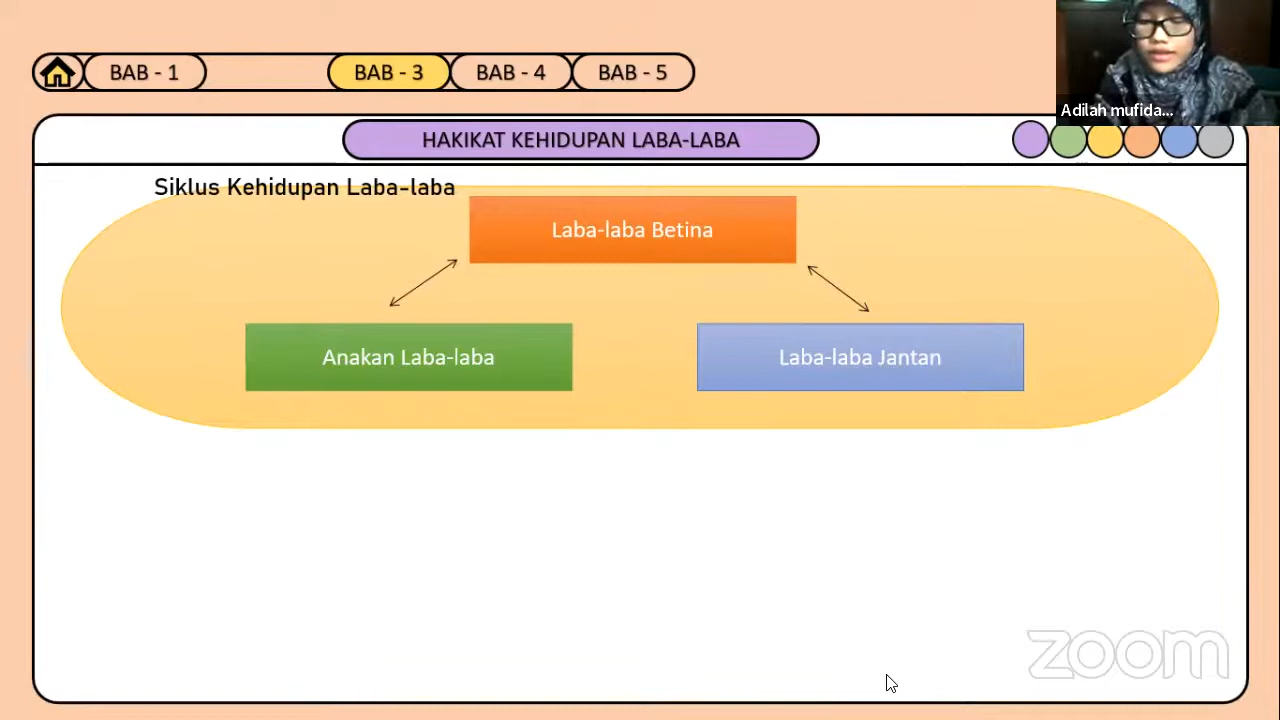 BAB - 1
BAB - 3
BAB - 4
BAB - 5
Adilah mufida...
HAKIKAT KEHIDUPAN LABA-LABA
Siklus Kehidupan Laba-laba
Laba-laba Betina
Anakan Laba-laba
Laba-laba Jantan
zoom